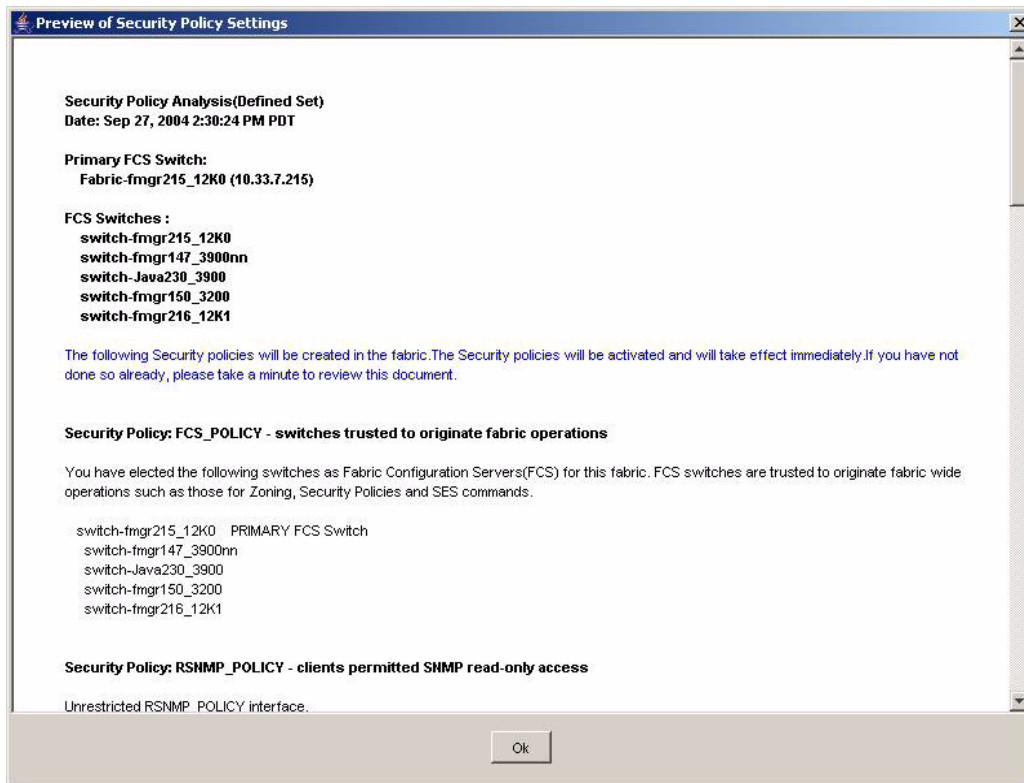 Preview of Security Policy Settings
Security Policy Analysis(Defined Set)
Date: Sep 27, 2004 2:30:24 PM PDT
Primary FCS Switch:
Fabric-fmgr215_12K0 (10.33.7.215)
FCS Switches :
switch-fmgr215_12K0
switch-fmgr147_3900nn
switch-Java230_3900
switch-fmgr150_3200
switch-fmgr216_12K1
The following Security policies will be created in the fabric.The Security policies will be activated and will take effect immediately.If you have not
done so already, please take a minute to review this document.
Security Policy: FCS_POLICY - switches trusted to originate fabric operations
You have elected the following switches as Fabric Configuration Servers(FCS) for this fabric. FCS switches are trusted to originate fabric wide
operations such as those for Zoning, Security Policies and SES commands.
switch-fmgr215_12K0 PRIMARY FCS Switch
switch-fmgr147_3900nn
switch-Java230_3900
switch-fmgr150_3200
switch-fmgr216_12K1
Security Policy: RSNMP_POLICY - clients permitted SNMP read-only access
Unrestricted RSNMP_POLICY interface.
Ok